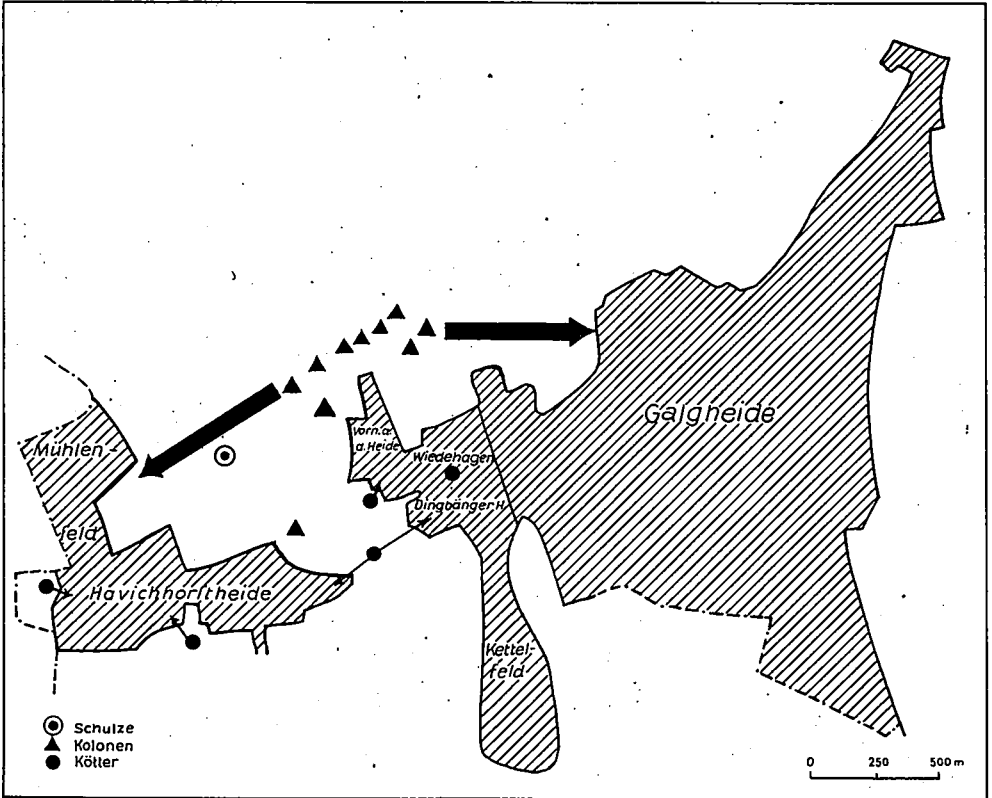 Galgheide
Mühlen-
feld
Vorn.a.
a.Heide
Wiedehagen
Dingbänger H.
Havichhorstheide
Kettel-
feld
Schulze
Kolonen
Kötter
0 250 500 m